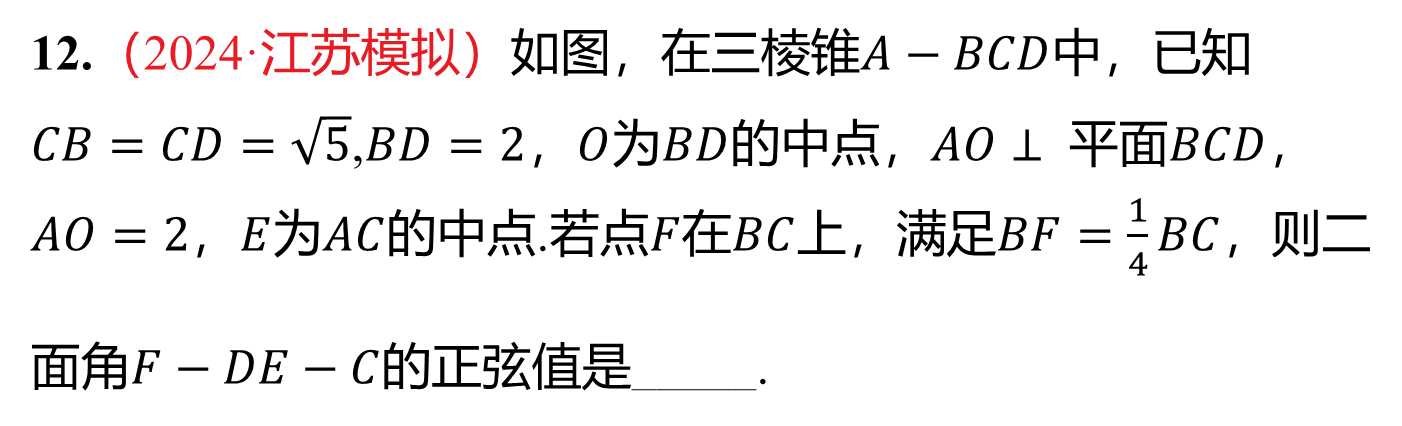 12.（2024·江苏模拟）如图，在三棱锥A − BCD中，已知
CB = CD = √5,BD = 2，O为BD的中点，AO ⊥ 平面BCD，
AO = 2，E为AC的中点.若点F在BC上，满足BF = 1/4 BC，则二
面角F − DE − C的正弦值是______.